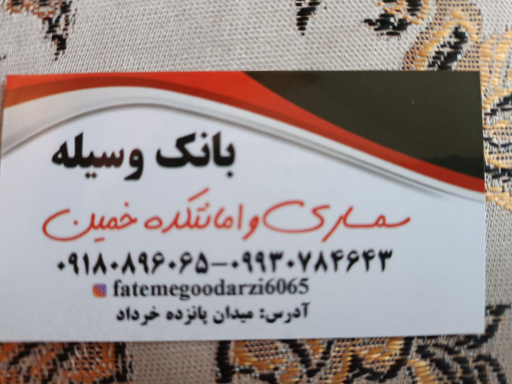 بانک وسیله
سمساری و امانتکده خمین
۰۹۱۸۰۸۹۶۰۶۵-۰۹۹۳۰۷۸۴۶۴۳
fatemegoodarzi6065
آدرس: میدان پانزده خرداد